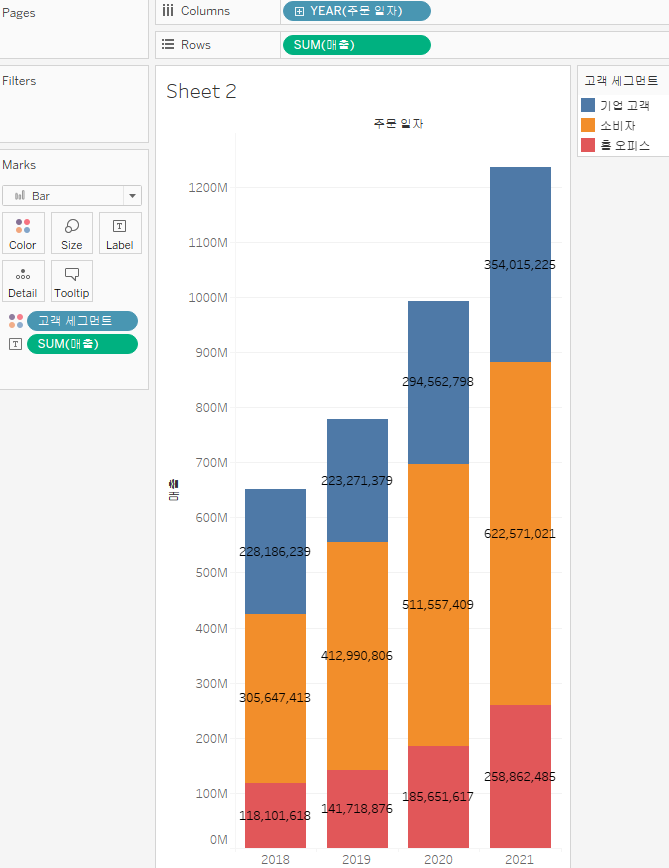 Pages
Columns
YEAR(주문 일자)
Rows
SUM(매출)
Filters
Marks
Bar
Color
Size
Label
Detail
Tooltip
고객 세그먼트
SUM(매출)
Sheet 2
주문 일자
1200M
1100M
1000M
900M
800M
700M
600M
500M
400M
300M
200M
100M
0M
354,015,225
294,562,798
223,271,379
228,186,239
622,571,021
511,557,409
412,990,806
305,647,413
258,862,485
185,651,617
141,718,876
118,101,618
2018
2019
2020
2021
고객 세그먼트
기업 고객
소비자
홈 오피스